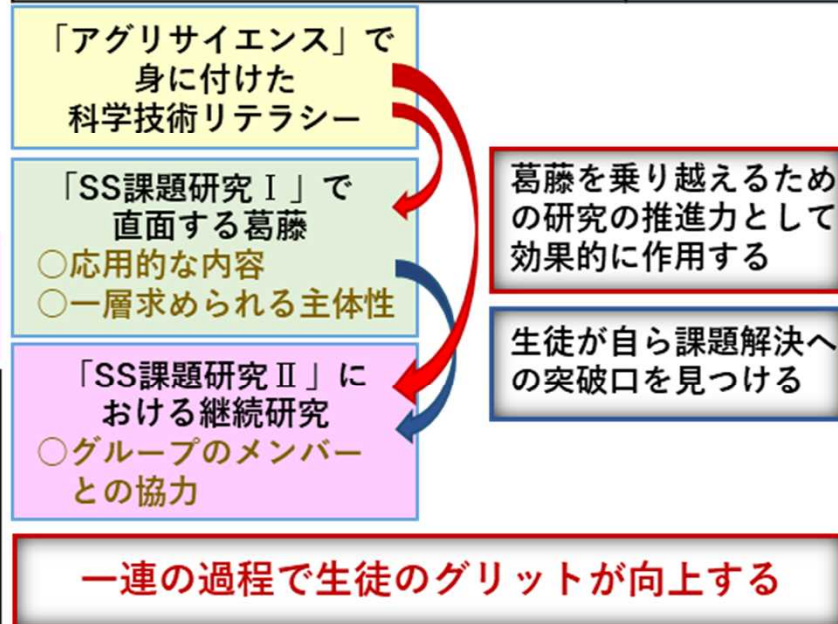 「アグリサイエンス」で
身に付けた
科学技術リテラシー
「SS課題研究Ⅰ」で
直面する葛藤
○応用的な内容
○一層求められる主体性
「SS課題研究Ⅱ」に
おける継続研究
○グループのメンバー
との協力
葛藤を乗り越えるため
の研究の推進力として
効果的に作用する
生徒が自ら課題解決へ
の突破口を見つける
一連の過程で生徒のグリットが向上する